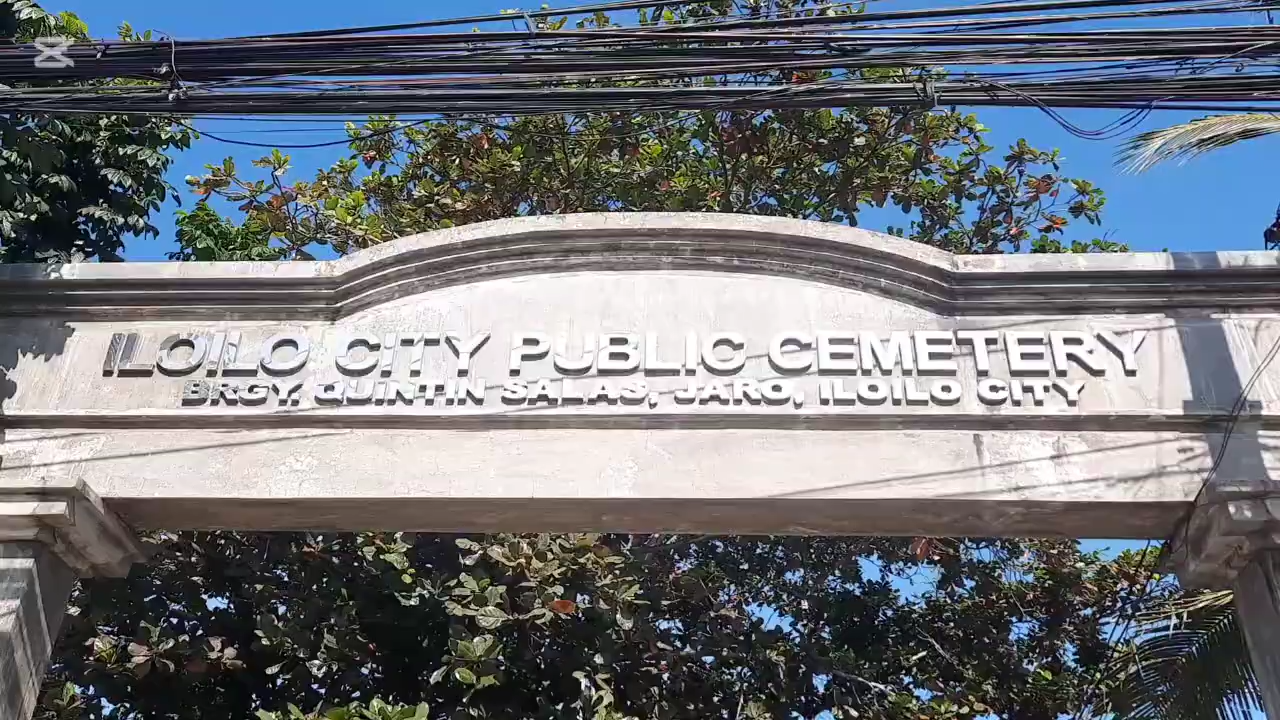 ILOILO CITY PUBLIC CEMETERY
BRGY. QUINTIN SALAS, JARO, ILOILO CITY